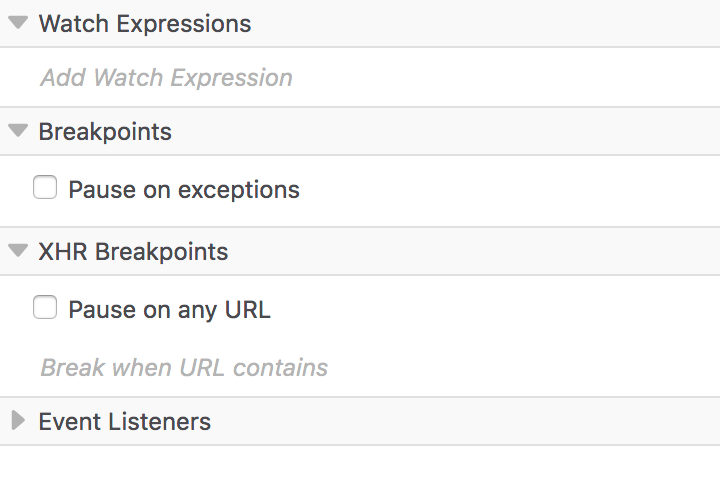 Watch Expressions
Add Watch Expression
Breakpoints
Pause on exceptions
XHR Breakpoints
Pause on any URL
Break when URL contains
Event Listeners